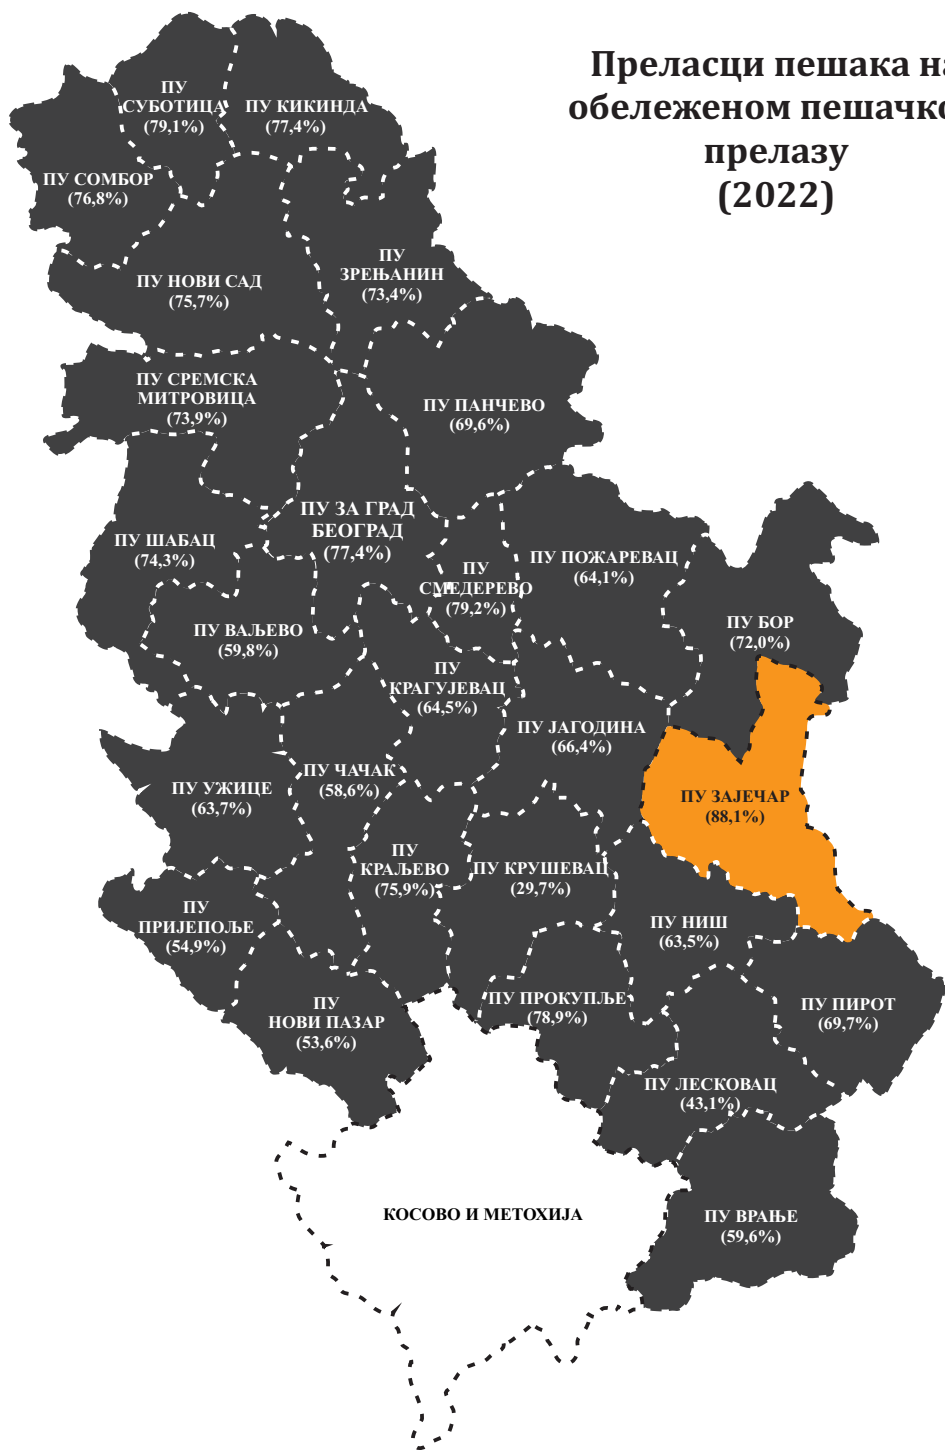 Преласци пешака на
обележеном пешачко
прелазу
(2022)
ПУ
СУБОТИЦА
(79,1%)
ПУ КИКИНДА
(77,4%)
ПУ СОМБОР
(76,8%)
ПУ НОВИ САД
(75,7%)
ПУ
ЗРЕЊАНИН
(73,4%)
ПУ СРЕМСКА
МИТРОВИЦА
(73,9%)
ПУ ПАНЧЕВО
(69,6%)
ПУ ЗА ГРАД
БЕОГРАД
(77,4%)
ПУ ШАБАЦ
(74,3%)
ПУ
СМЕДЕРЕВО
(79,2%)
ПУ ПОЖАРЕВАЦ
(64,1%)
ПУ ВАЉЕВО
(59,8%)
ПУ БОР
(72,0%)
ПУ
КРАГУЈЕВАЦ
(64,5%)
ПУ ЈАГОДИНА
(66,4%)
ПУ УЖИЦЕ
(63,7%)
ПУ ЧАЧАК
(58,6%)
ПУ ЗАЈЕЧАР
(88,1%)
ПУ
КРАЉЕВО
(75,9%)
ПУ КРУШЕВАЦ
(29,7%)
ПУ
ПРИЈЕПОЉЕ
(54,9%)
ПУ НИШ
(63,5%)
ПУ
НОВИ ПАЗАР
(53,6%)
ПУ ПРОКУПЉЕ
(78,9%)
ПУ ПИРОТ
(69,7%)
ПУ ЛЕСКОВАЦ
(43,1%)
КОСОВО И МЕТОХИЈА
ПУ ВРАЊЕ
(59,6%)